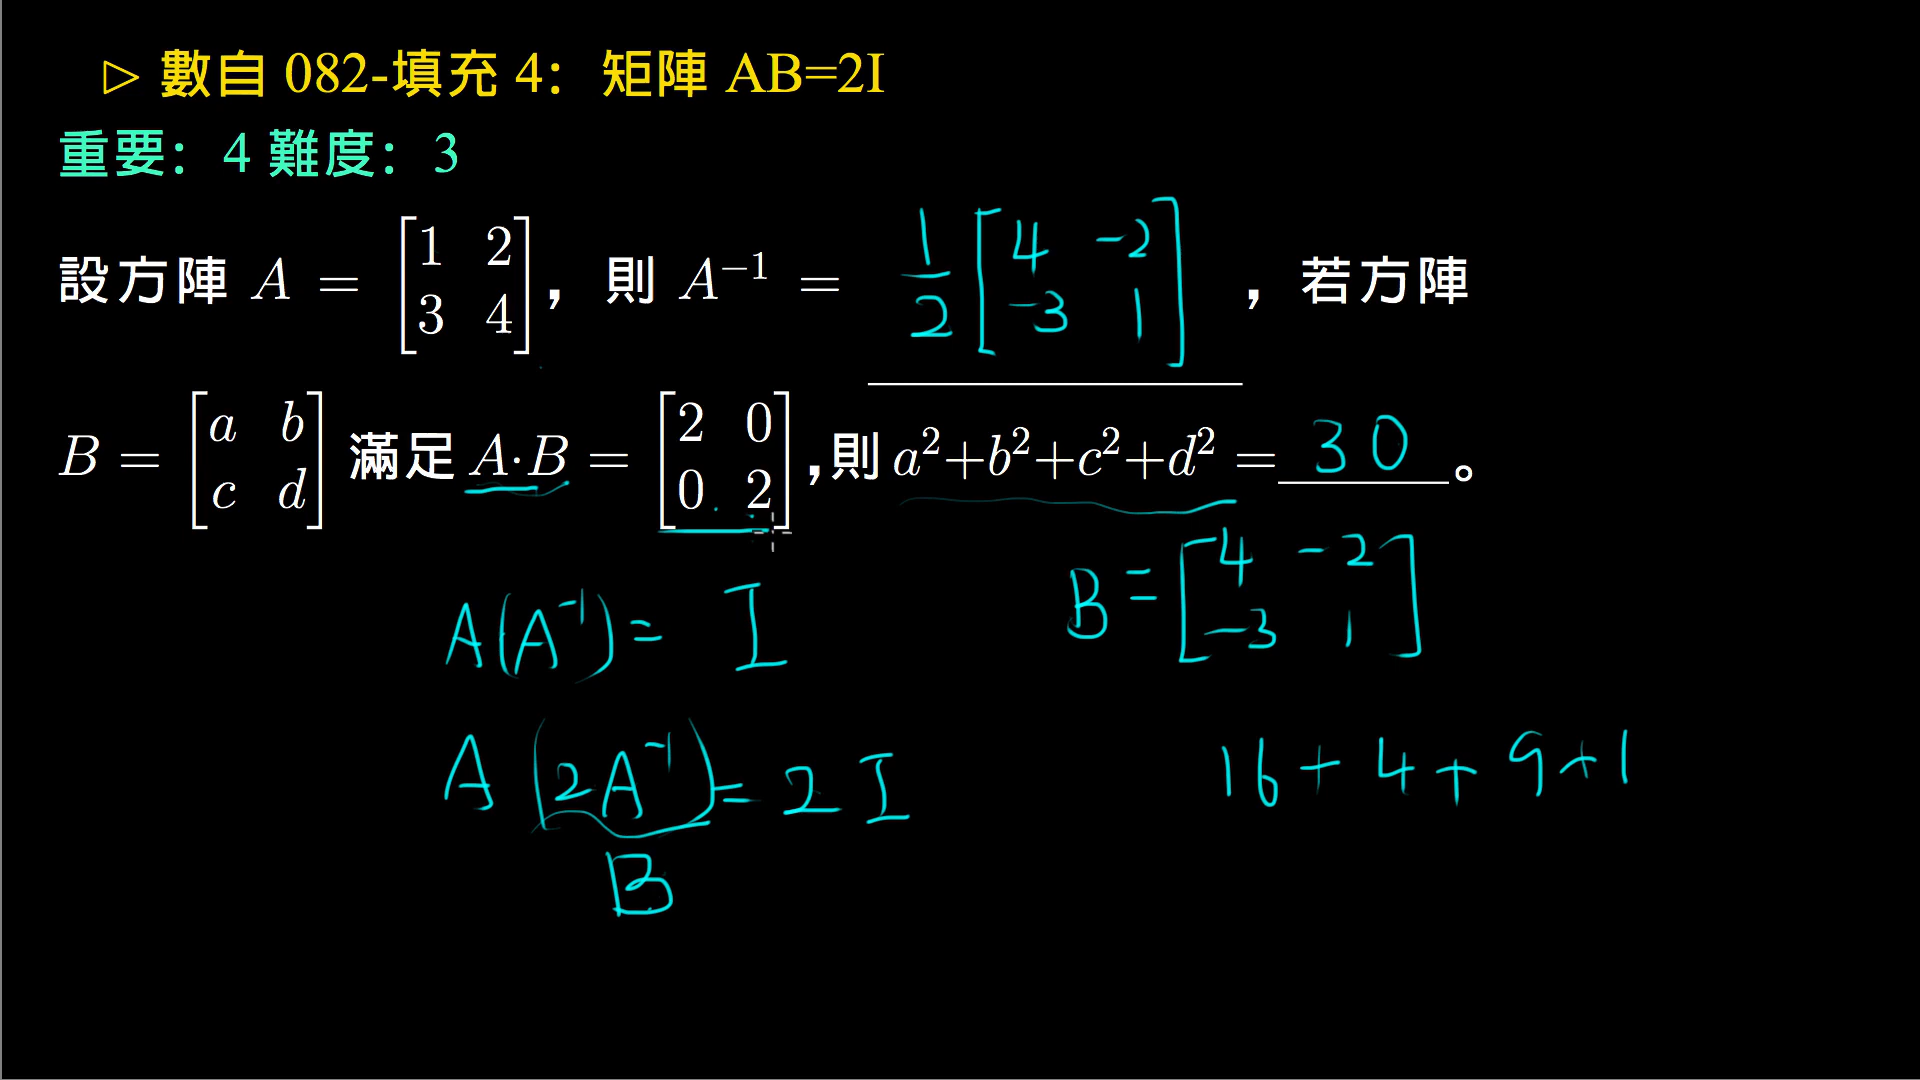 ▷ 數自 082-填充 4：矩陣 AB=2I
重要：4 難度：3
設方陣 A = [1 2; 3 4]，則 A⁻¹ = 1/2 [4 -2; -3 1]，若方陣
B = [a b; c d] 滿足 A·B = [2 0; 0 2]，則 a²+b²+c²+d² = 30。
B = [4 -2; -3 1]
A(A⁻¹) = I
A(2A⁻¹) = 2I
16+4+9+1
B